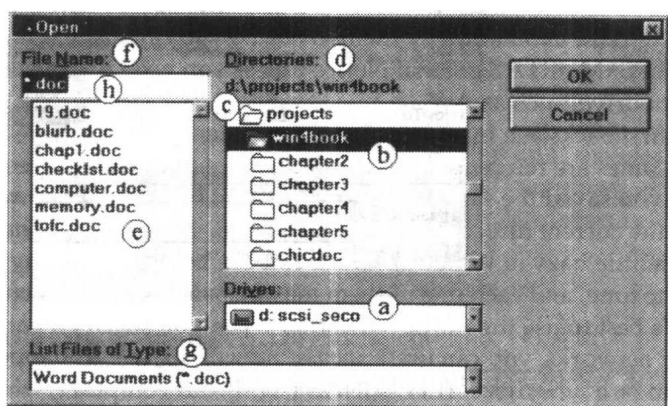 Open
File Name: f
Directories: d
*.doc h
d:\projects\win4book
OK
Cancel
19.doc
blurb.doc
chap1.doc
checklst.doc
computer.doc
memory.doc
tofc.doc
e
c projects
win4book
b
chapter2
chapter3
chapter4
chapter5
chicdoc
Drives: a
d: scsi_seco
List Files of Type: g
Word Documents (*.doc)